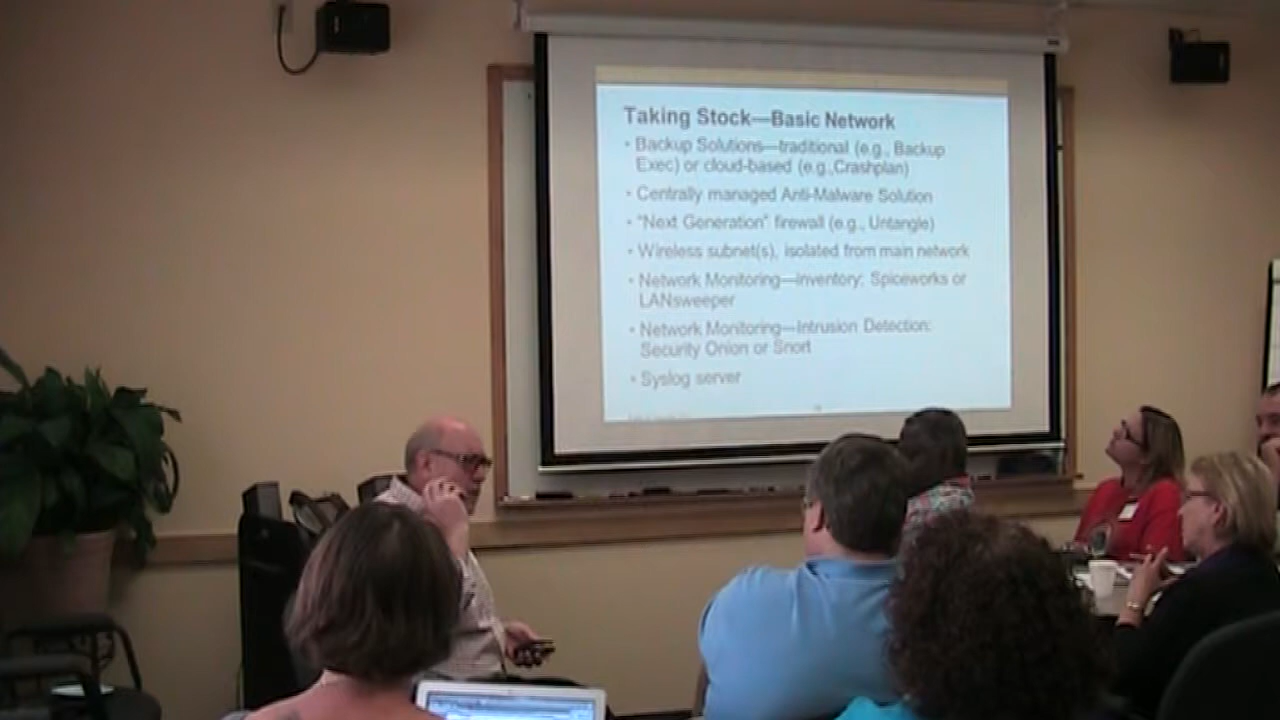 Taking Stock—Basic Network
• Backup Solutions—traditional (e.g., Backup
Exec) or cloud-based (e.g.,Crashplan)
• Centrally managed Anti-Malware Solution
• "Next Generation" firewall (e.g., Untangle)
• Wireless subnet(s), isolated from main network
• Network Monitoring—Inventory: Spiceworks or
LANsweeper
• Network Monitoring—Intrusion Detection:
Security Onion or Snort
• Syslog server